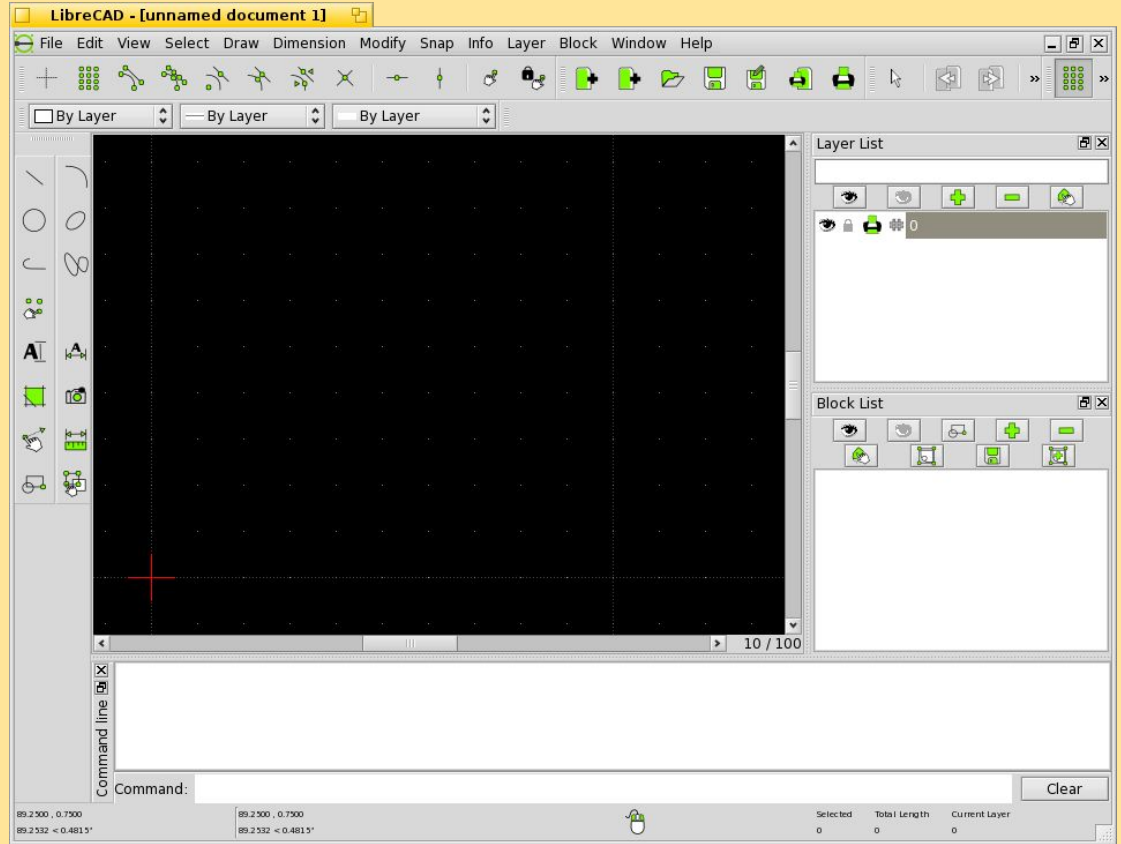 LibreCAD - [unnamed document 1]
File Edit View Select Draw Dimension Modify Snap Info Layer Block Window Help
» »
By Layer By Layer By Layer
Layer List
0
A A
Block List
10 / 100
Command line
Command:
Clear
89.2500 , 0.7500 89.2500 , 0.7500 Selected Total Length Current Layer
89.2532 < 0.4815° 89.2532 < 0.4815° 0 0 0